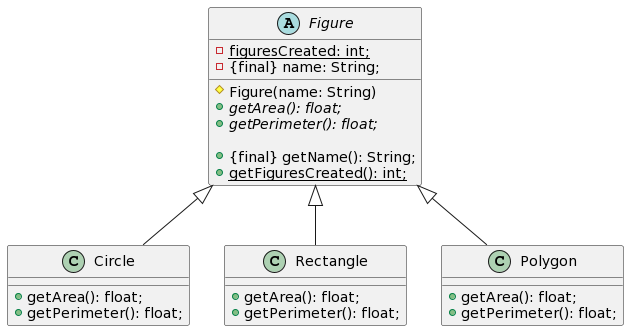 A Figure
figuresCreated: int;
{final} name: String;
Figure(name: String)
getArea(): float;
getPerimeter(): float;
{final} getName(): String;
getFiguresCreated(): int;
C Circle
getArea(): float;
getPerimeter(): float;
C Rectangle
getArea(): float;
getPerimeter(): float;
C Polygon
getArea(): float;
getPerimeter(): float;